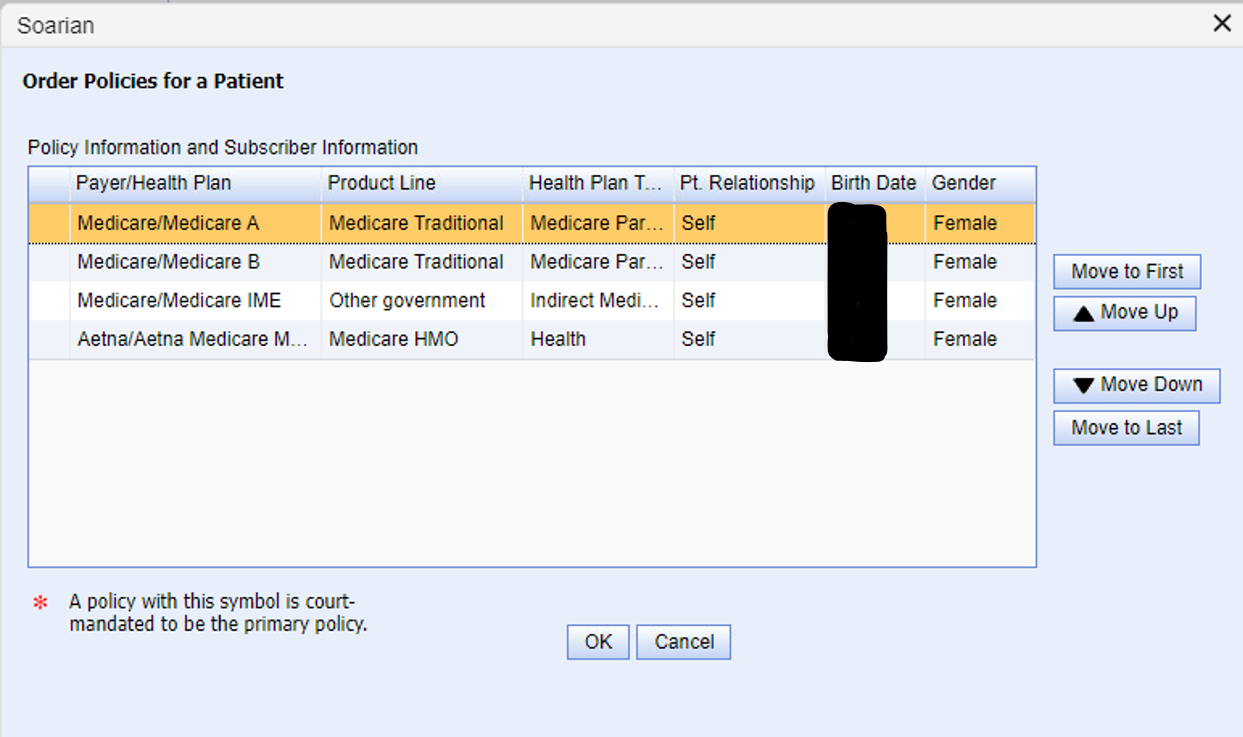 Soarian
Order Policies for a Patient
Policy Information and Subscriber Information
Payer/Health Plan Product Line Health Plan T... Pt. Relationship Birth Date Gender
Medicare/Medicare A Medicare Traditional Medicare Par... Self Female
Medicare/Medicare B Medicare Traditional Medicare Par... Self Female
Medicare/Medicare IME Other government Indirect Medi... Self Female
Aetna/Aetna Medicare M... Medicare HMO Health Self Female
Move to First
▲ Move Up
▼ Move Down
Move to Last
* A policy with this symbol is court-
mandated to be the primary policy.
OK Cancel